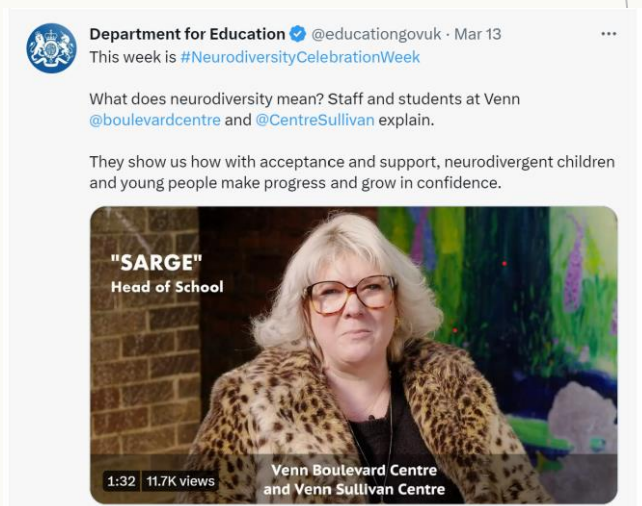 Department for Education @educationgovuk · Mar 13
This week is #NeurodiversityCelebrationWeek
What does neurodiversity mean? Staff and students at Venn
@boulevardcentre and @CentreSullivan explain.
They show us how with acceptance and support, neurodivergent children
and young people make progress and grow in confidence.
"SARGE"
Head of School
Venn Boulevard Centre
and Venn Sullivan Centre
1:32 11.7K views